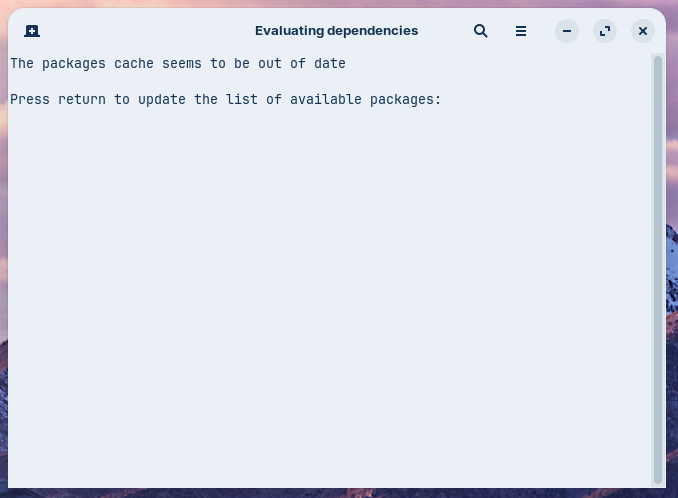 Evaluating dependencies
The packages cache seems to be out of date
Press return to update the list of available packages: